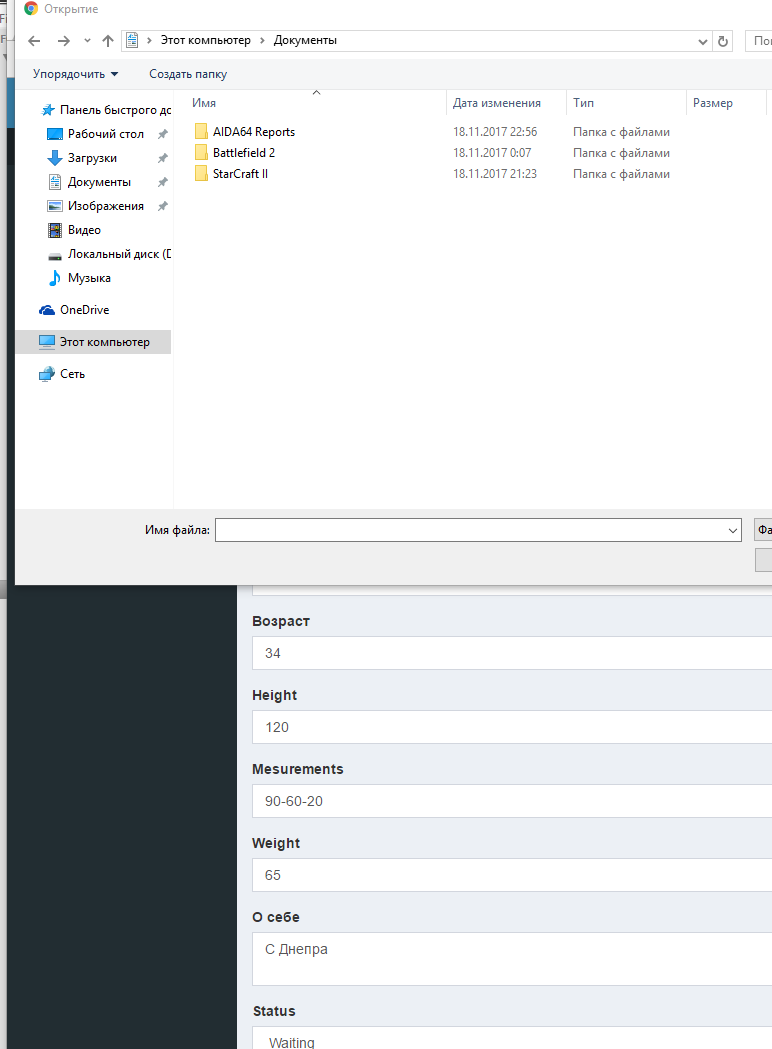 Открытие
Этот компьютер > Документы
Упорядочить Создать папку
Имя Дата изменения Тип Размер
Панель быстрого
Рабочий стол
Загрузки
Документы
Изображения
Видео
Локальный диск
Музыка
OneDrive
Этот компьютер
Сеть
AIDA64 Reports 18.11.2017 22:56 Папка с файлами
Battlefield 2 18.11.2017 0:07 Папка с файлами
StarCraft II 18.11.2017 21:23 Папка с файлами
Имя файла:
Возраст
34
Height
120
Mesurements
90-60-20
Weight
65
О себе
С Днепра
Status
Waiting